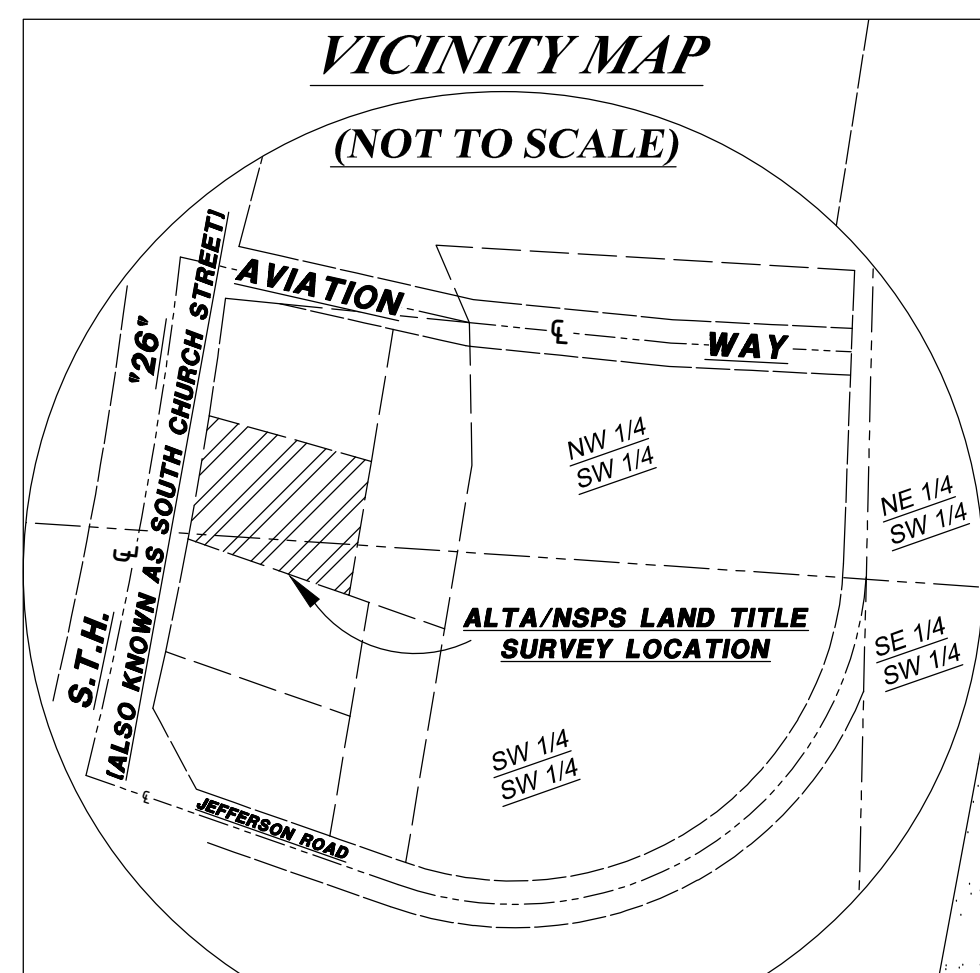 VICINITY MAP
(NOT TO SCALE)
AVIATION
WAY
℄
"26"
S.T.H.
(ALSO KNOWN AS SOUTH CHURCH STREET)
℄
NW 1/4
SW 1/4
NE 1/4
SW 1/4
ALTA/NSPS LAND TITLE
SURVEY LOCATION
SE 1/4
SW 1/4
SW 1/4
SW 1/4
℄
JEFFERSON ROAD